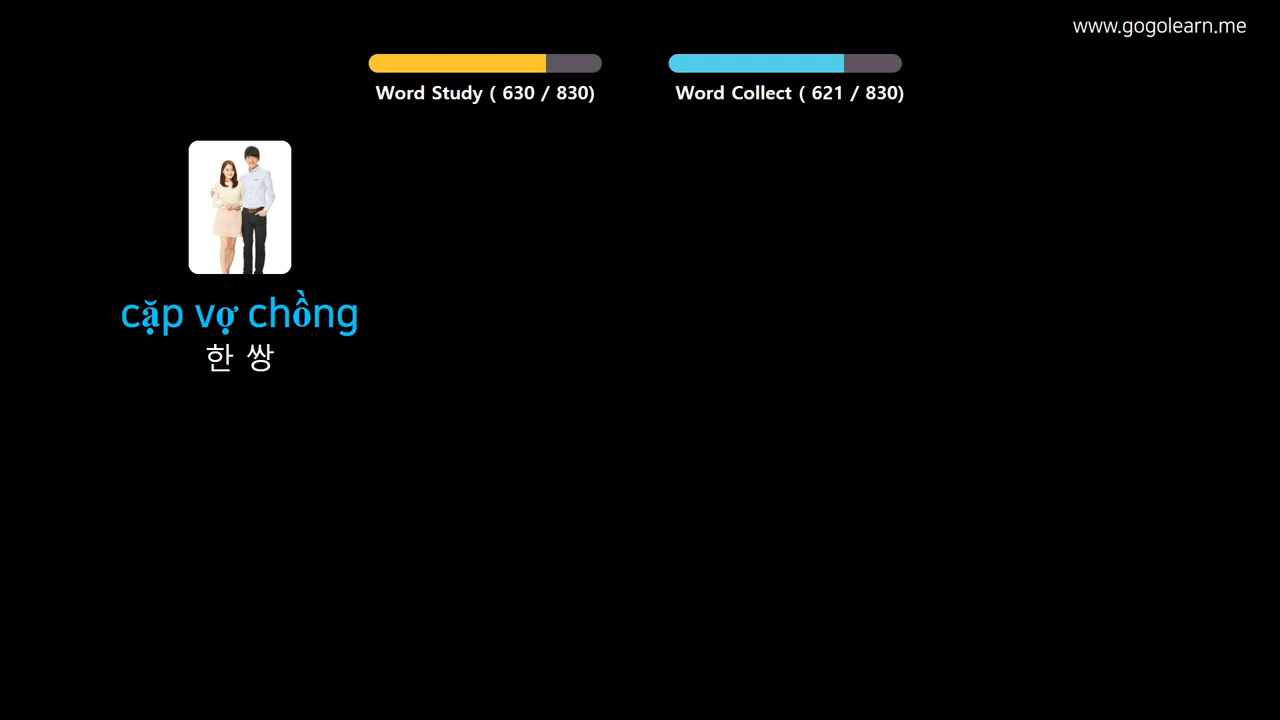 www.gogolearn.me
Word Study ( 630 / 830)
Word Collect ( 621 / 830)
cặp vợ chồng
한 쌍